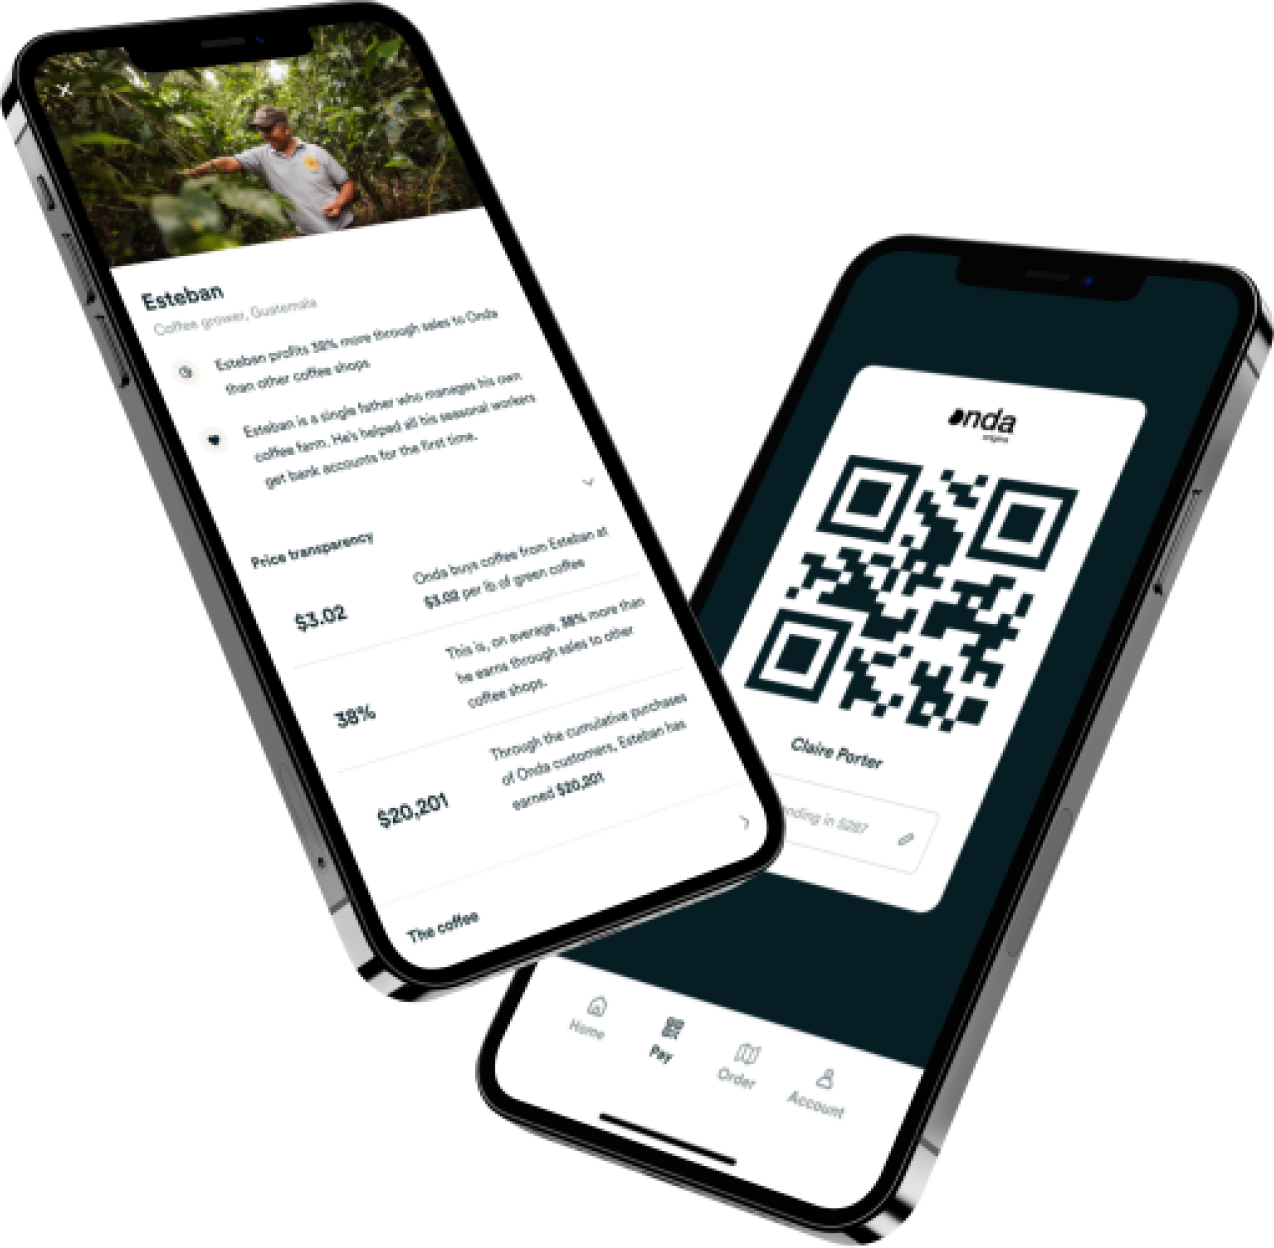 Esteban
Coffee grower, Guatemala
Esteban profits 38% more through sales to Onda
than other coffee shops
Esteban is a single father who manages his own
coffee farm. He's helped all his seasonal workers
get bank accounts for the first time.
Price transparency
$3.02
Onda buys coffee from Esteban at
$3.02 per lb of green coffee
38%
This is, on average, 38% more than
he earns through sales to other
coffee shops.
$20,201
Through the cumulative purchases
of Onda customers, Esteban has
earned $20,201
The coffee
onda
origins
Claire Porter
nding in 5287
Home
Pay
Order
Account